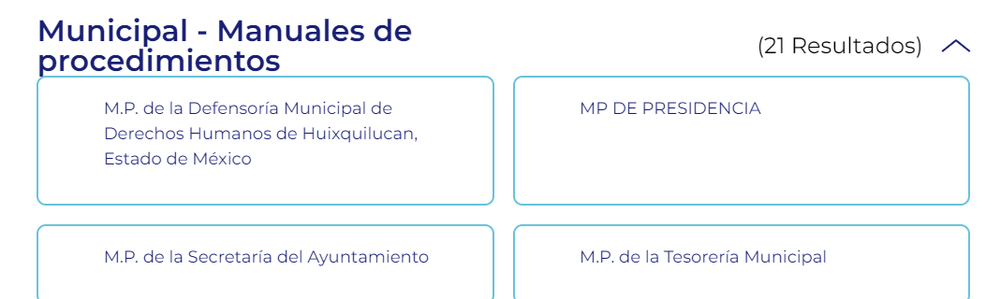 Municipal - Manuales de
procedimientos
(21 Resultados)
M.P. de la Defensoría Municipal de
Derechos Humanos de Huixquilucan,
Estado de México
MP DE PRESIDENCIA
M.P. de la Secretaría del Ayuntamiento
M.P. de la Tesorería Municipal